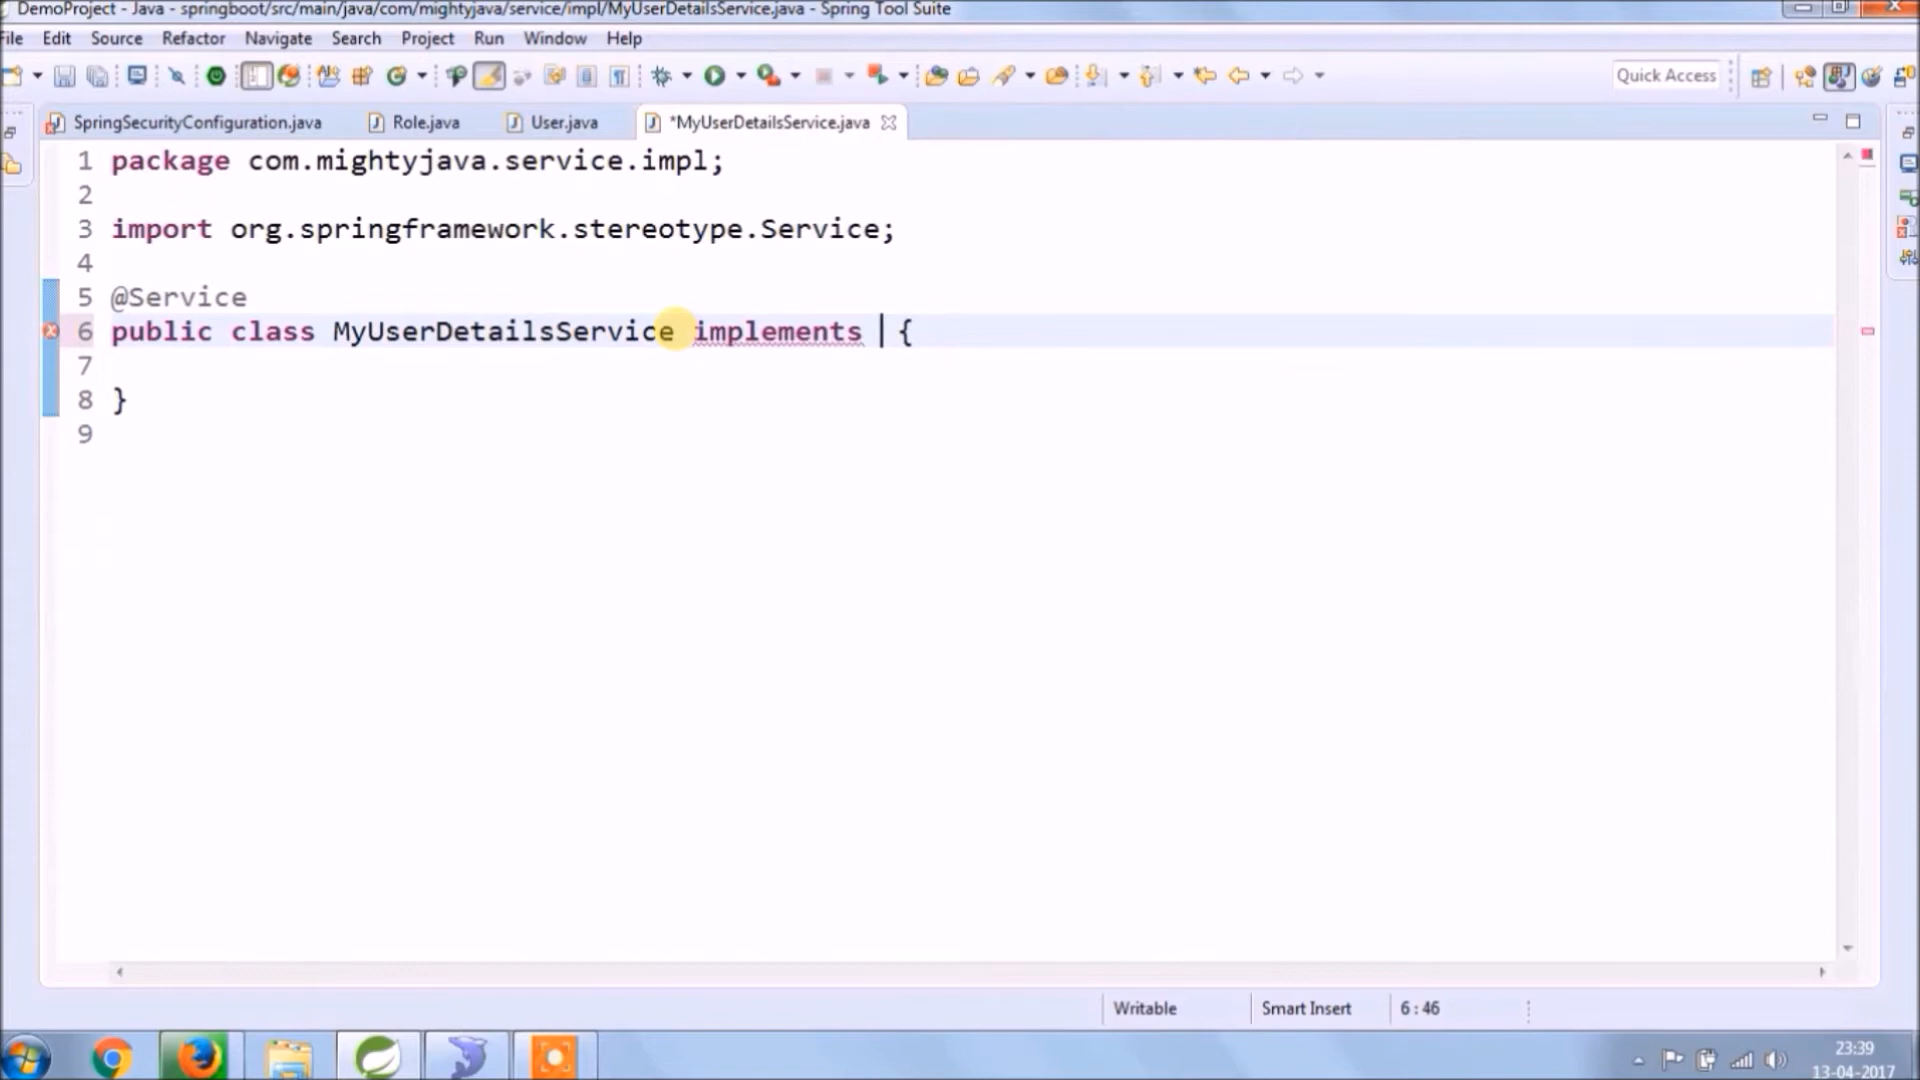 DemoProject - Java - springboot/src/main/java/com/mightyjava/service/impl/MyUserDetailsService.java - Spring Tool Suite
File Edit Source Refactor Navigate Search Project Run Window Help
Quick Access
SpringSecurityConfiguration.java Role.java User.java *MyUserDetailsService.java
1 package com.mightyjava.service.impl;
2
3 import org.springframework.stereotype.Service;
4
5 @Service
6 public class MyUserDetailsService implements {
7
8 }
9
Writable Smart Insert 6 : 46
23:39
13-04-2017